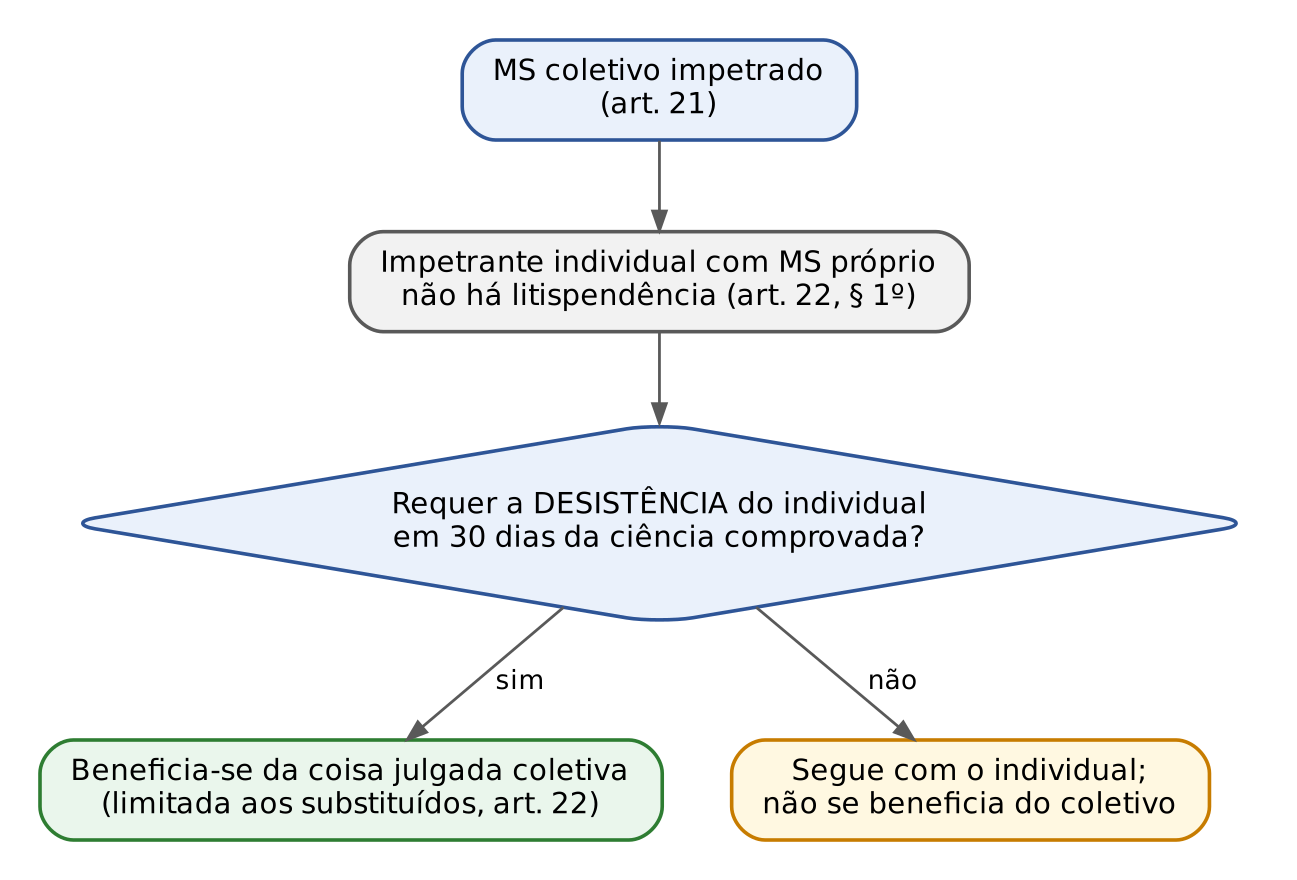 MS coletivo impetrado
(art. 21)
Impetrante individual com MS próprio
não há litispendência (art. 22, § 1º)
Requer a DESISTÊNCIA do individual
em 30 dias da ciência comprovada?
sim
não
Beneficia-se da coisa julgada coletiva
(limitada aos substituídos, art. 22)
Segue com o individual;
não se beneficia do coletivo